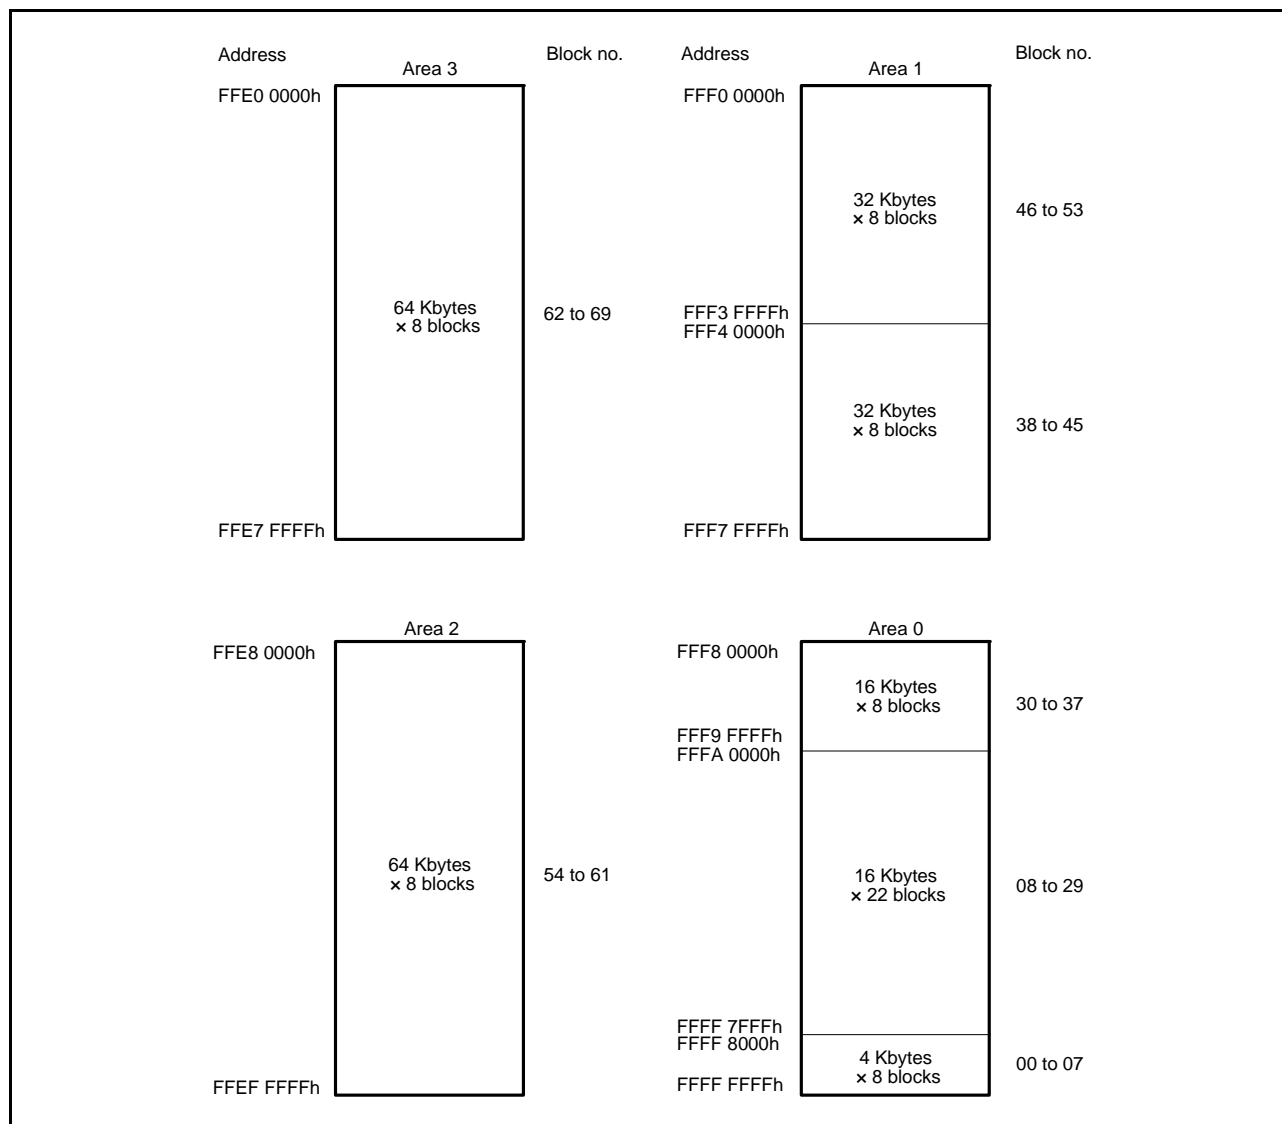 Address
Area 3
Block no.
FFE0 0000h
64 Kbytes
× 8 blocks
62 to 69
FFE7 FFFFh
Address
Area 1
Block no.
FFF0 0000h
32 Kbytes
× 8 blocks
46 to 53
FFF3 FFFFh
FFF4 0000h
32 Kbytes
× 8 blocks
38 to 45
FFF7 FFFFh
Area 2
FFE8 0000h
64 Kbytes
× 8 blocks
54 to 61
FFEF FFFFh
Area 0
FFF8 0000h
16 Kbytes
× 8 blocks
30 to 37
FFF9 FFFFh
FFFA 0000h
16 Kbytes
× 22 blocks
08 to 29
FFFF 7FFFh
FFFF 8000h
4 Kbytes
× 8 blocks
00 to 07
FFFF FFFFh